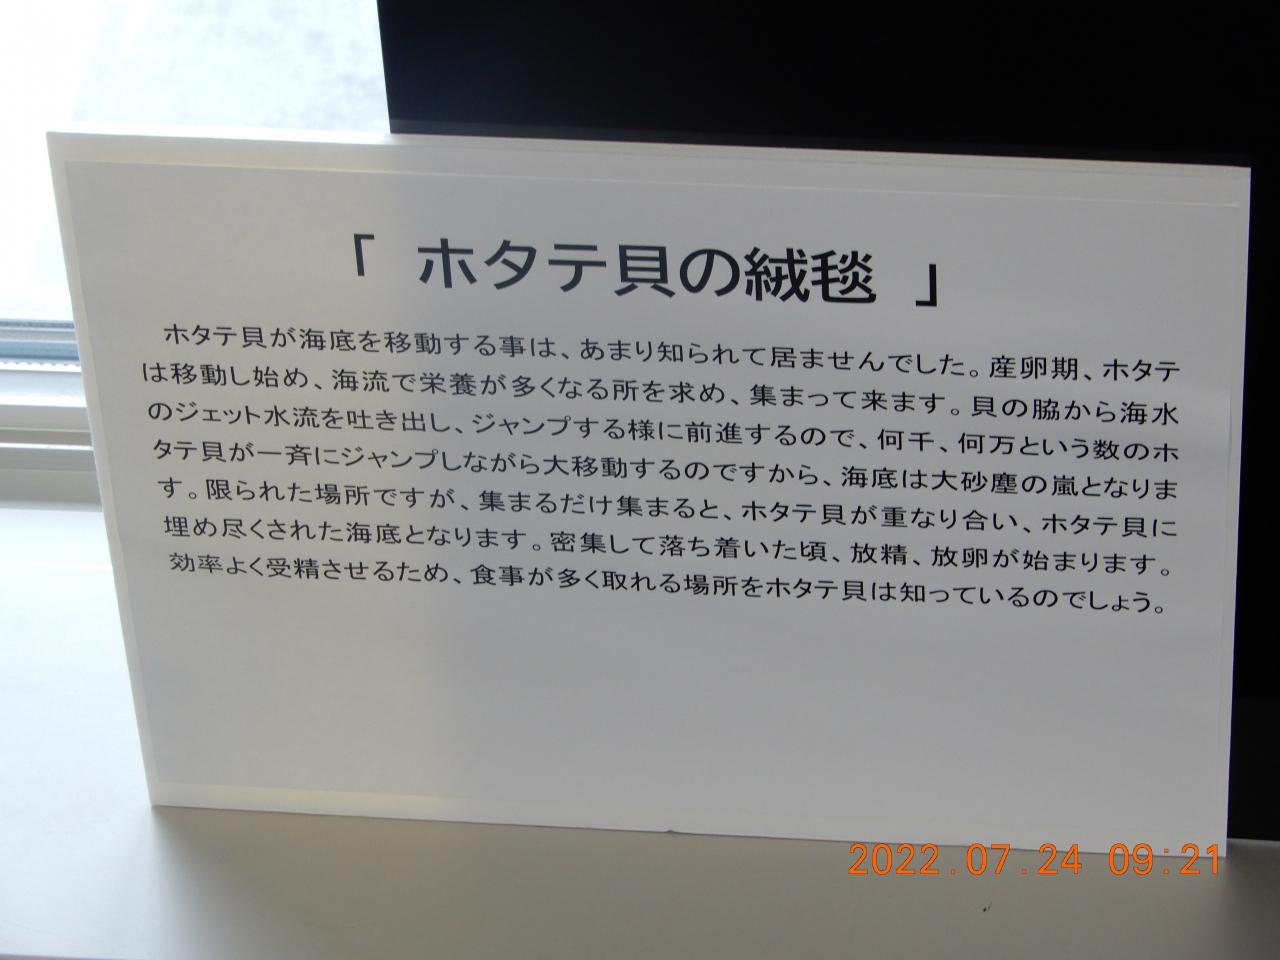 「 ホタテ貝の絨毯 」
ホタテ貝が海底を移動する事は、あまり知られて居ませんでした。産卵期、ホタテ
は移動し始め、海流で栄養が多くなる所を求め、集まって来ます。貝の脇から海水
のジェット水流を吐き出し、ジャンプする様に前進するので、何千、何万という数のホ
タテ貝が一斉にジャンプしながら大移動するのですから、海底は大砂塵の嵐となりま
す。限られた場所ですが、集まるだけ集まると、ホタテ貝が重なり合い、ホタテ貝に
埋め尽くされた海底となります。密集して落ち着いた頃、放精、放卵が始まります。
効率よく受精させるため、食事が多く取れる場所をホタテ貝は知っているのでしょう。
2022.07.24 09:21